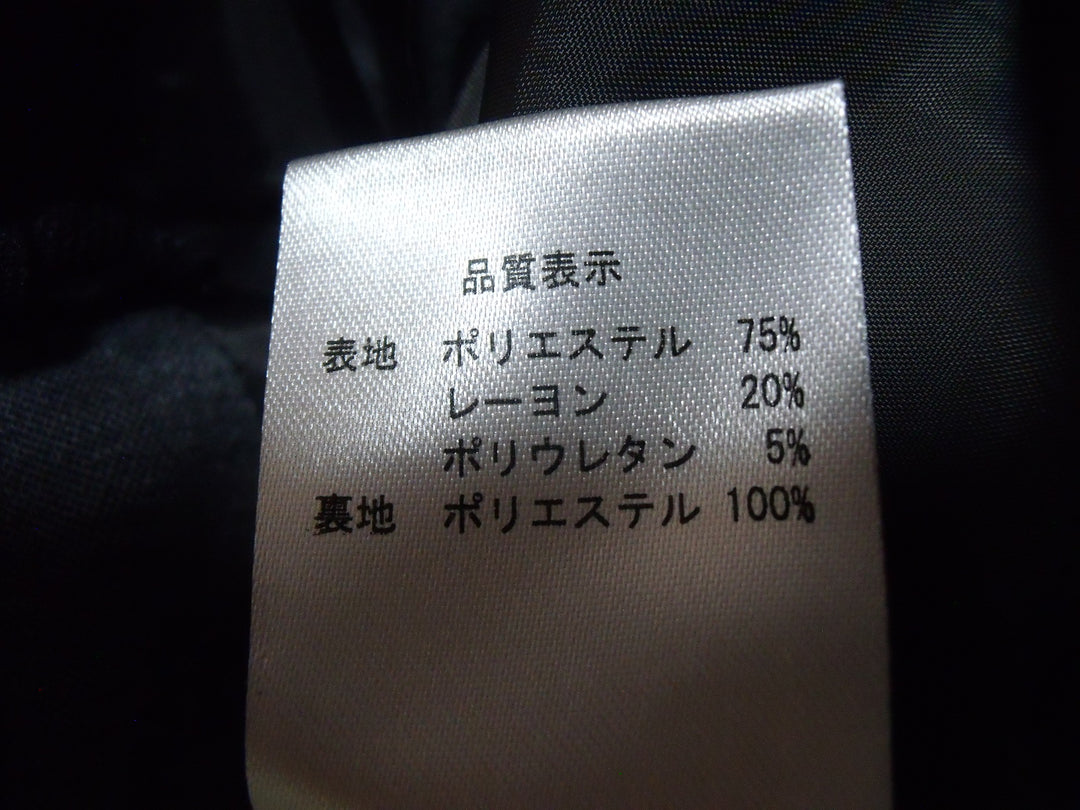 品質表示
表地 ポリエステル 75%
レーヨン 20%
ポリウレタン 5%
裏地 ポリエステル 100%